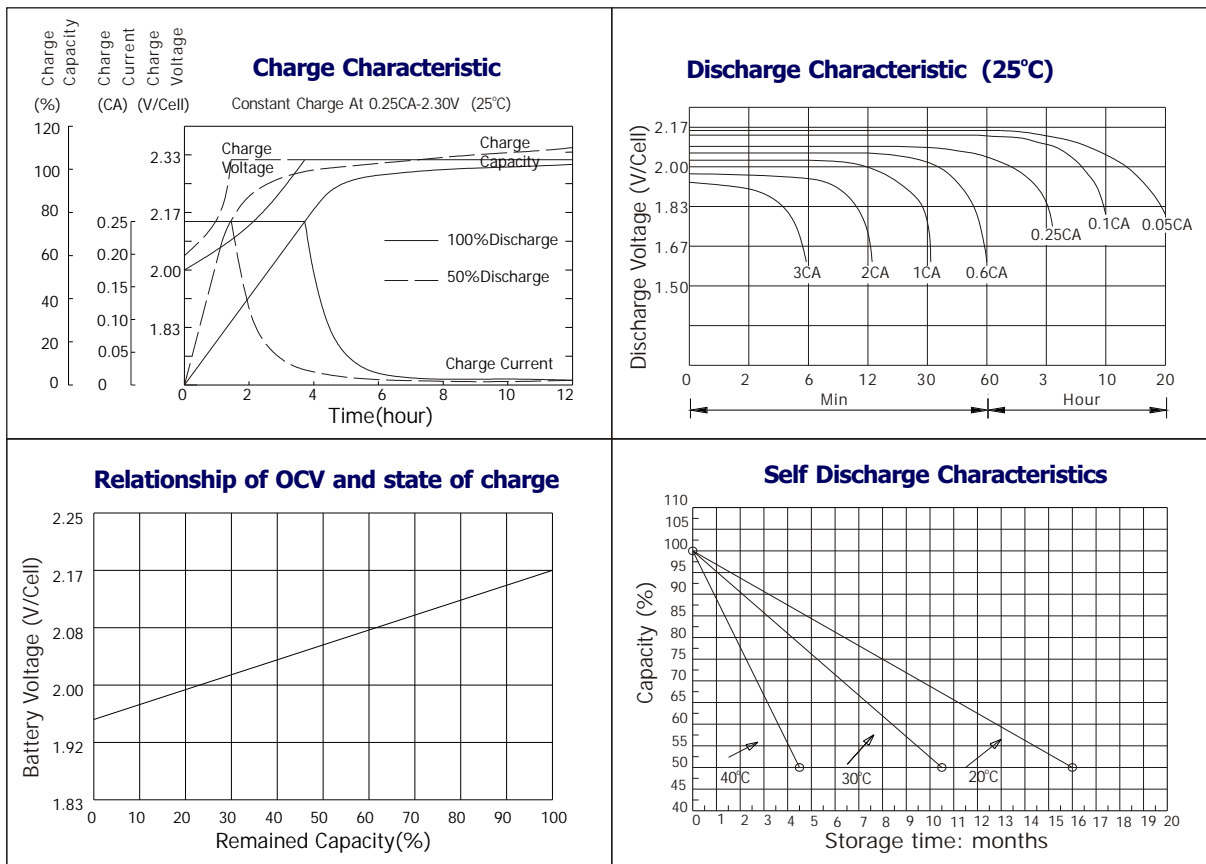 Charge Capacity
Charge Current
Charge Voltage
Charge Characteristic
(%)
(CA)
(V/Cell)
Constant Charge At 0.25CA-2.30V (25°C)
120
100
80
60
40
20
0
0.25
0.20
0.15
0.10
0.05
0
2.33
2.17
2.00
1.83
Charge Voltage
Charge Capacity
100%Discharge
50%Discharge
Charge Current
0 2 4 6 8 10 12
Time(hour)
Discharge Characteristic (25°C)
Discharge Voltage (V/Cell)
2.17
2.00
1.83
1.67
1.50
3CA
2CA
1CA
0.6CA
0.25CA
0.1CA
0.05CA
0 2 6 12 30 60 3 10 20
Min
Hour
Relationship of OCV and state of charge
Battery Voltage (V/Cell)
2.25
2.17
2.08
2.00
1.92
1.83
0 10 20 30 40 50 60 70 80 90 100
Remained Capacity(%)
Self Discharge Characteristics
Capacity (%)
110
105
100
95
90
85
80
75
70
65
60
55
50
45
40
40°C
30°C
20°C
0 1 2 3 4 5 6 7 8 9 10 11 12 13 14 15 16 17 18 19 20
Storage time: months